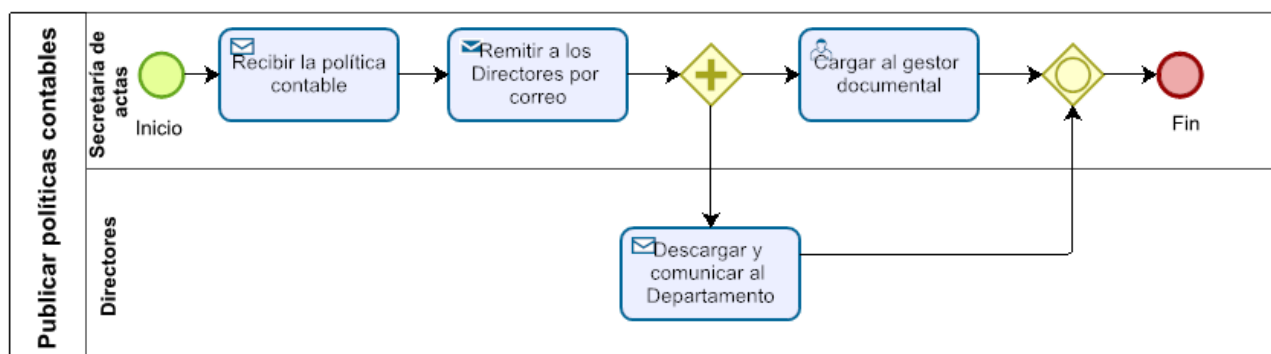 Publicar políticas contables
Secretaría de
actas
Inicio
Recibir la política
contable
Remitir a los
Directores por
correo
Cargar al gestor
documental
Fin
Directores
Descargar y
comunicar al
Departamento